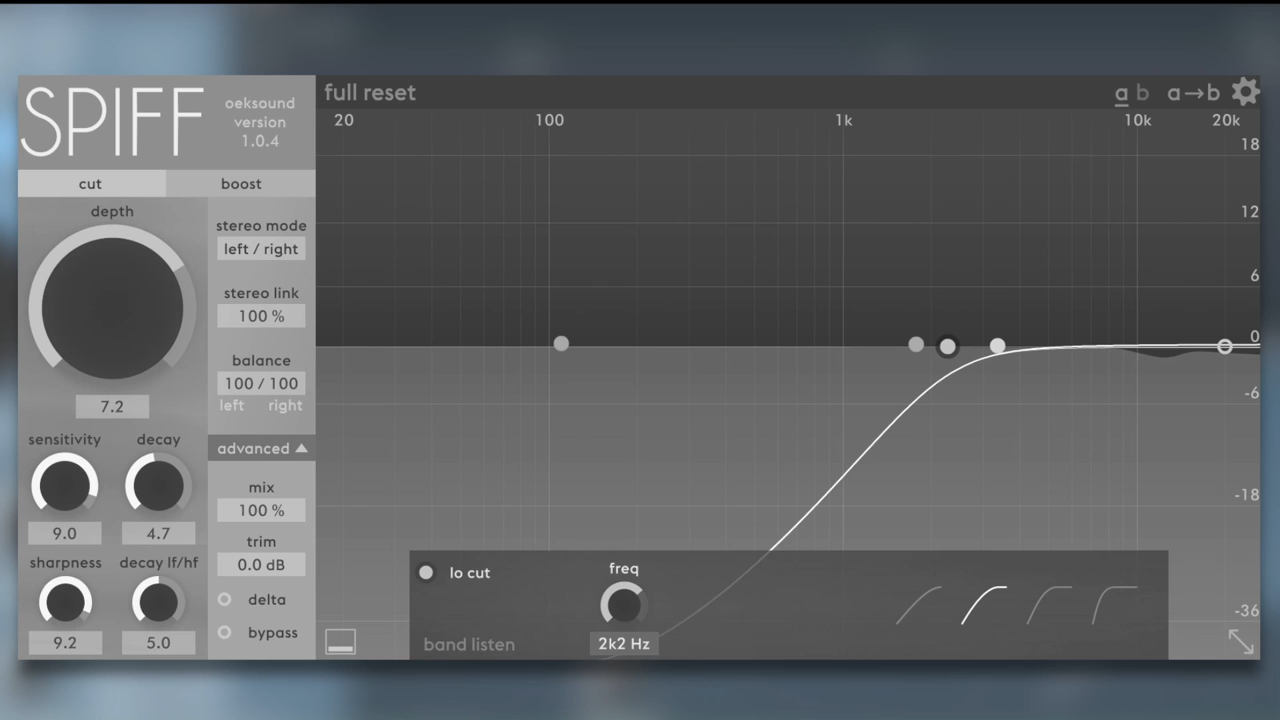 SPIFF
oeksound
version
1.0.4
full reset
a b
a→b
20
100
1k
10k
20k
cut
boost
depth
7.2
sensitivity
decay
9.0
4.7
sharpness
decay lf/hf
9.2
5.0
stereo mode
left / right
stereo link
100 %
balance
100 / 100
left right
advanced
mix
100 %
trim
0.0 dB
delta
bypass
18
12
6
0
-6
-18
-36
lo cut
freq
2k2 Hz
band listen